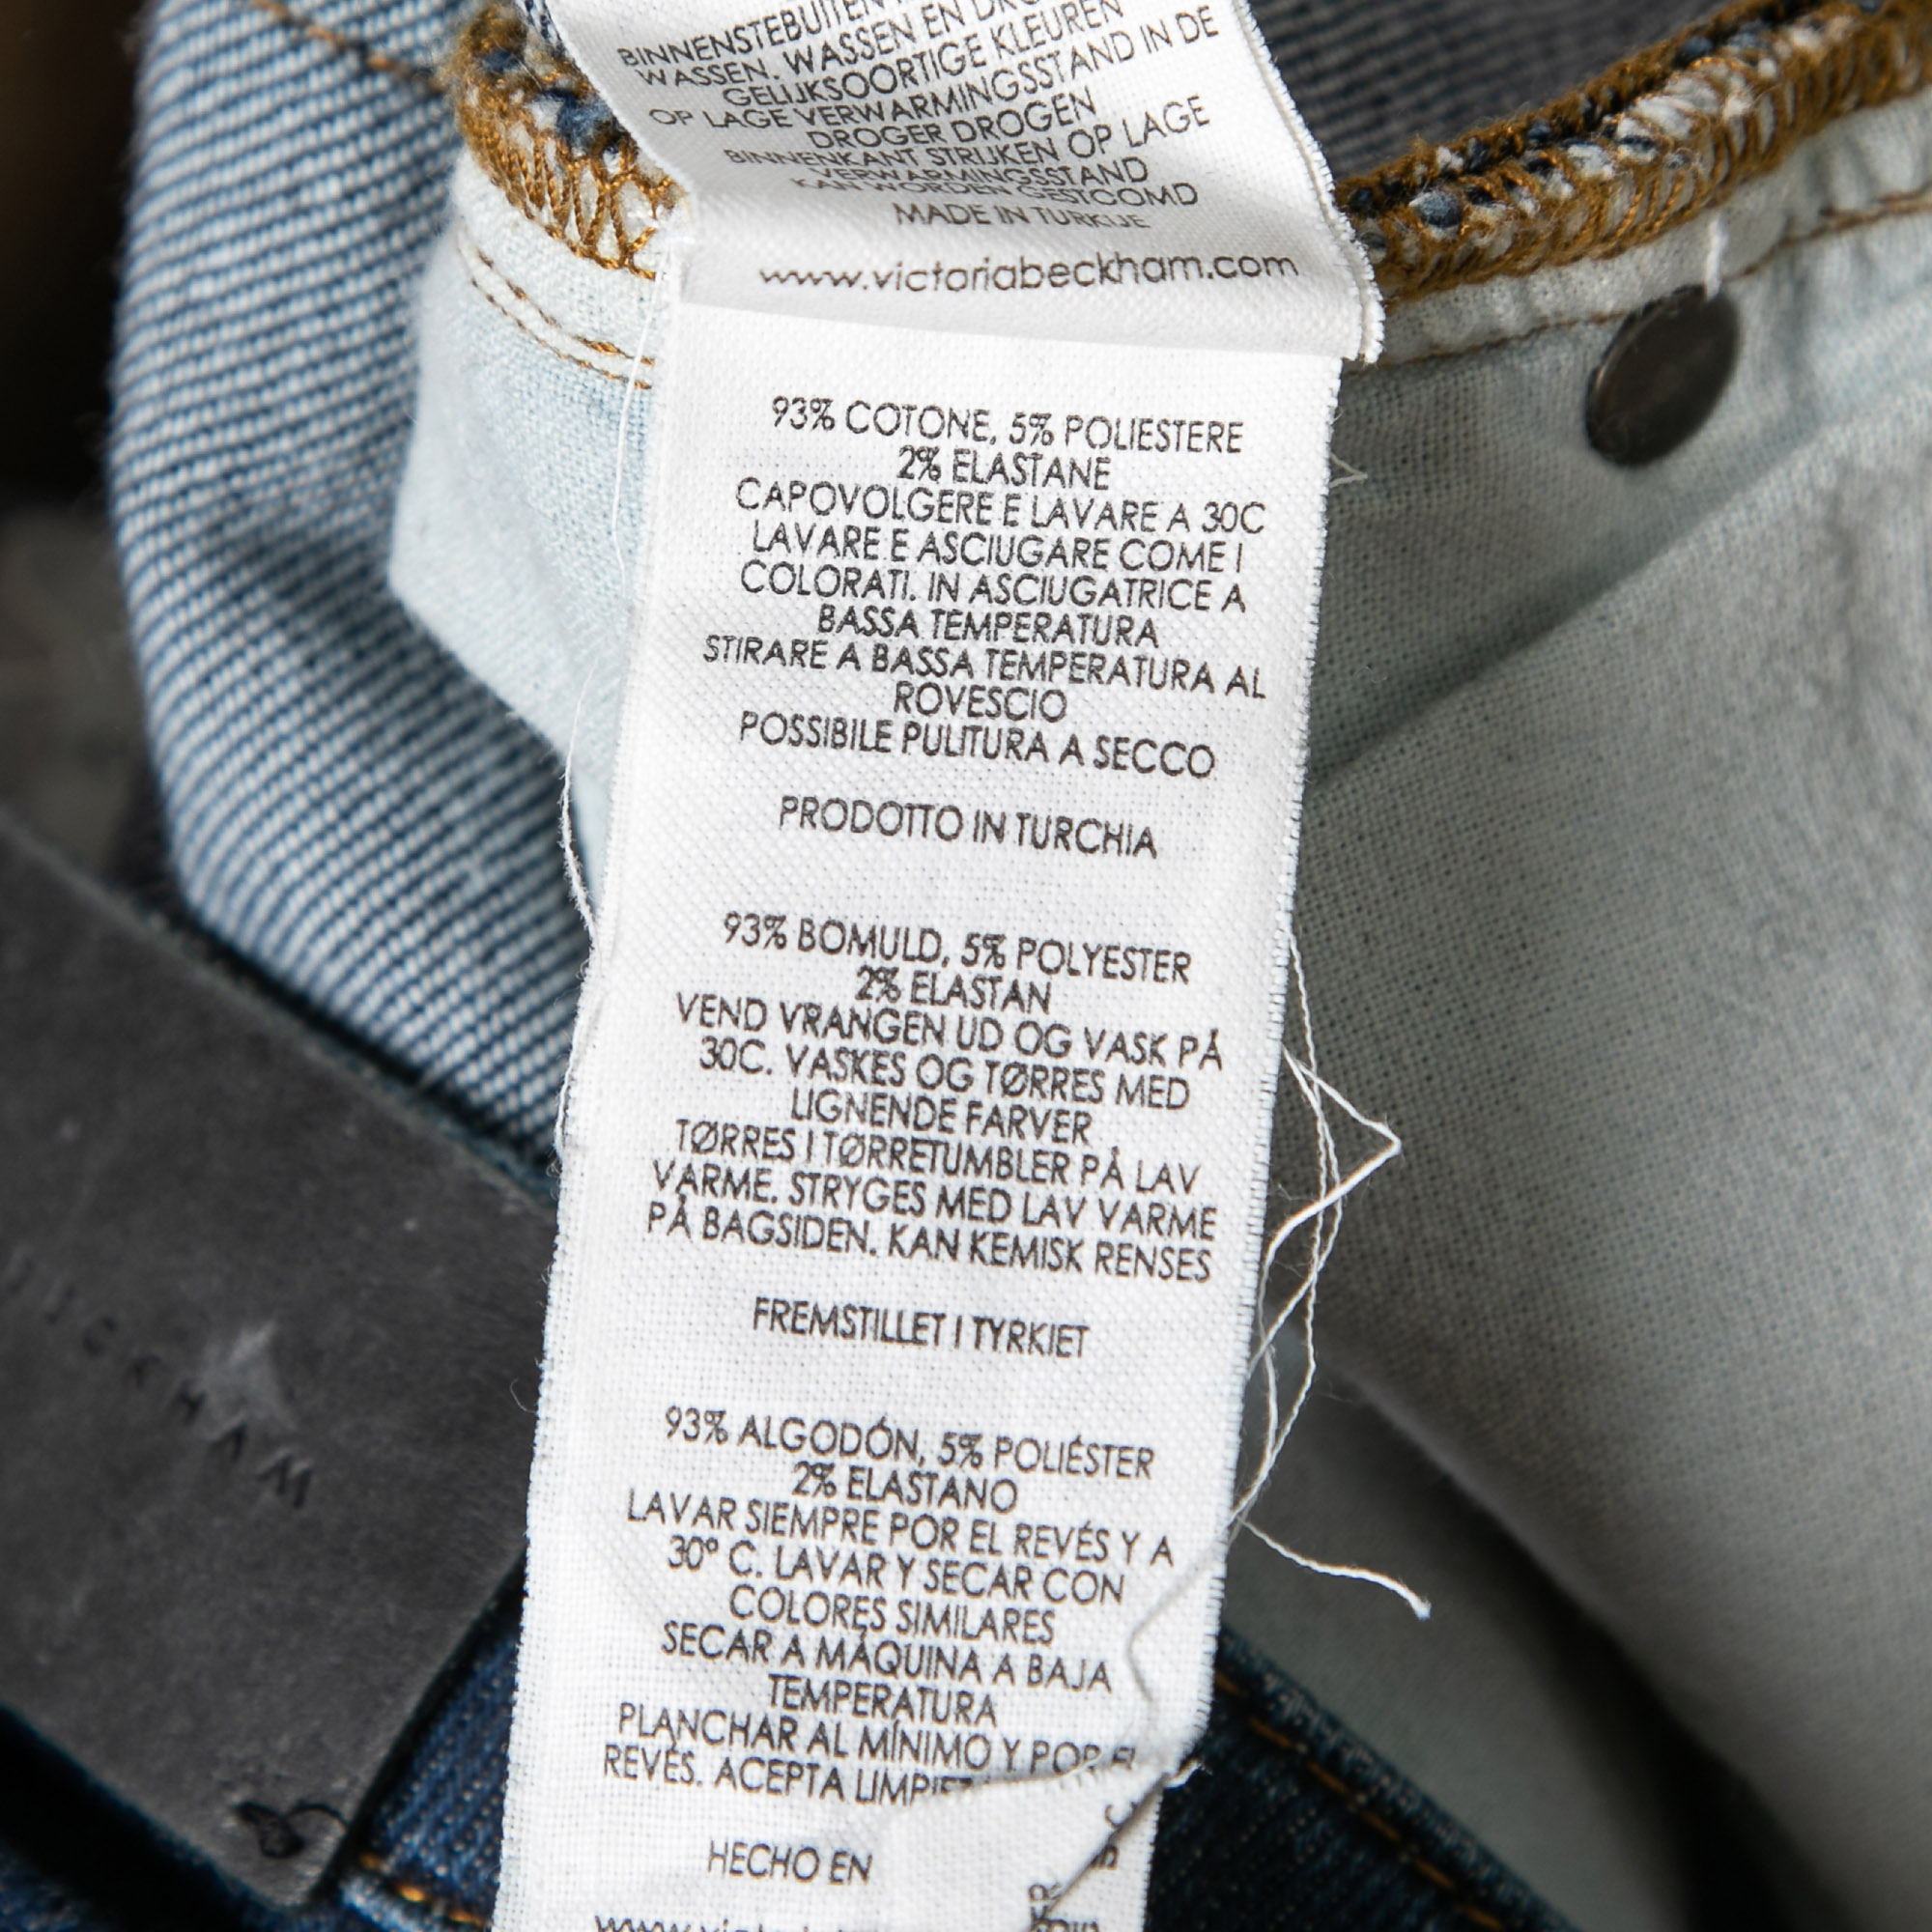 BINNENSTEBUITEN
WASSEN. WASSEN EN
GELIJKSOORTIGE KLEUREN
OP LAGE VERWARMINGSSTAND IN DE
DROGER DROGEN
BINNENKANT STRIJKEN OP LAGE
VERWARMINGSSTAND
KAN WORDEN GESTOOMD
MADE IN TURKIJE
www.victoriabeckham.com
93% COTONE, 5% POLIESTERE
2% ELASTANE
CAPOVOLGERE E LAVARE A 30C
LAVARE E ASCIUGARE COME I
COLORATI. IN ASCIUGATRICE A
BASSA TEMPERATURA
STIRARE A BASSA TEMPERATURA AL
ROVESCIO
POSSIBILE PULITURA A SECCO
PRODOTTO IN TURCHIA
93% BOMULD, 5% POLYESTER
2% ELASTAN
VEND VRANGEN UD OG VASK PÅ
30C. VASKES OG TØRRES MED
LIGNENDE FARVER
TØRRES I TØRRETUMBLER PÅ LAV
VARME. STRYGES MED LAV VARME
PÅ BAGSIDEN. KAN KEMISK RENSES
FREMSTILLET I TYRKIET
93% ALGODÓN, 5% POLIÉSTER
2% ELASTANO
LAVAR SIEMPRE POR EL REVÉS Y A
30° C. LAVAR Y SECAR CON
COLORES SIMILARES
SECAR A MÁQUINA A BAJA
TEMPERATURA
PLANCHAR AL MÍNIMO Y POR EL
REVÉS. ACEPTA
HECHO EN